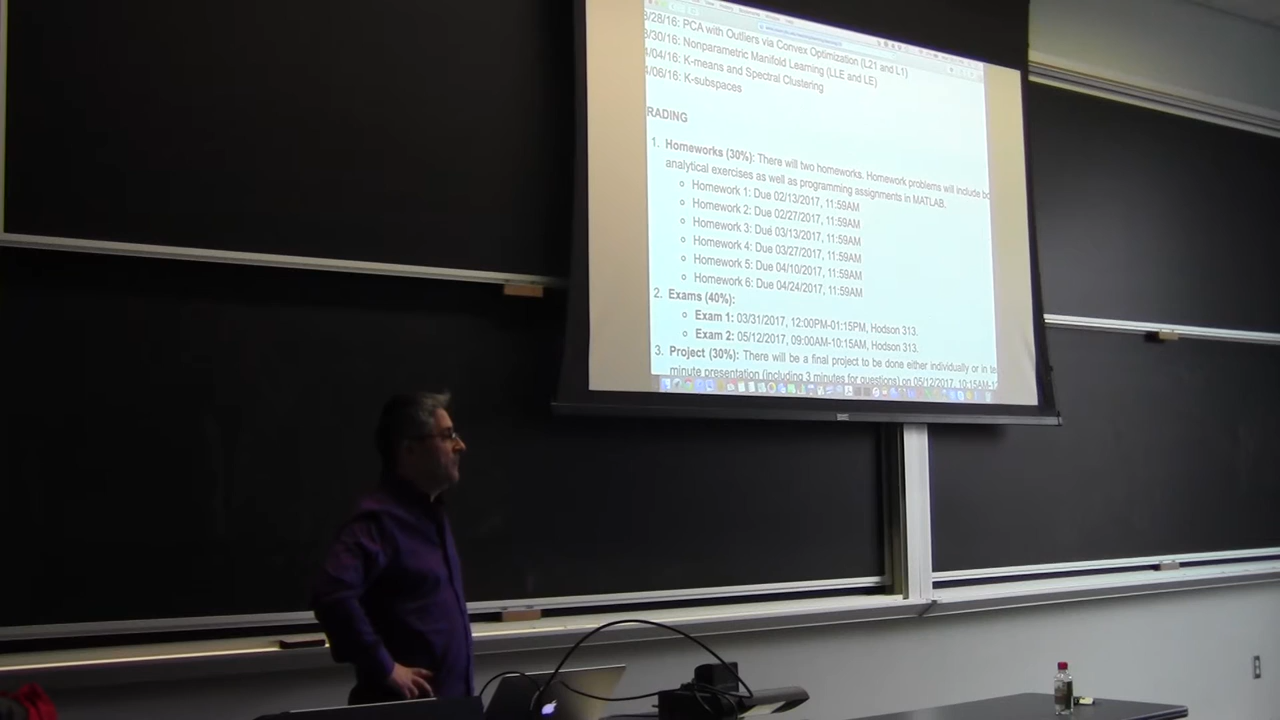 3/28/16: PCA with Outliers via Convex Optimization (L21 and L1)
3/30/16: Nonparametric Manifold Learning (LLE and LE)
4/04/16: K-means and Spectral Clustering
4/06/16: K-subspaces
RADING
1. Homeworks (30%): There will two homeworks. Homework problems will include bo
analytical exercises as well as programming assignments in MATLAB.
Homework 1: Due 02/13/2017, 11:59AM
Homework 2: Due 02/27/2017, 11:59AM
Homework 3: Due 03/13/2017, 11:59AM
Homework 4: Due 03/27/2017, 11:59AM
Homework 5: Due 04/10/2017, 11:59AM
Homework 6: Due 04/24/2017, 11:59AM
2. Exams (40%):
Exam 1: 03/31/2017, 12:00PM-01:15PM, Hodson 313.
Exam 2: 05/12/2017, 09:00AM-10:15AM, Hodson 313.
3. Project (30%): There will be a final project to be done either individually or in te
minute presentation (including 3 minutes for questions) on 05/12/2017, 10:15AM-1